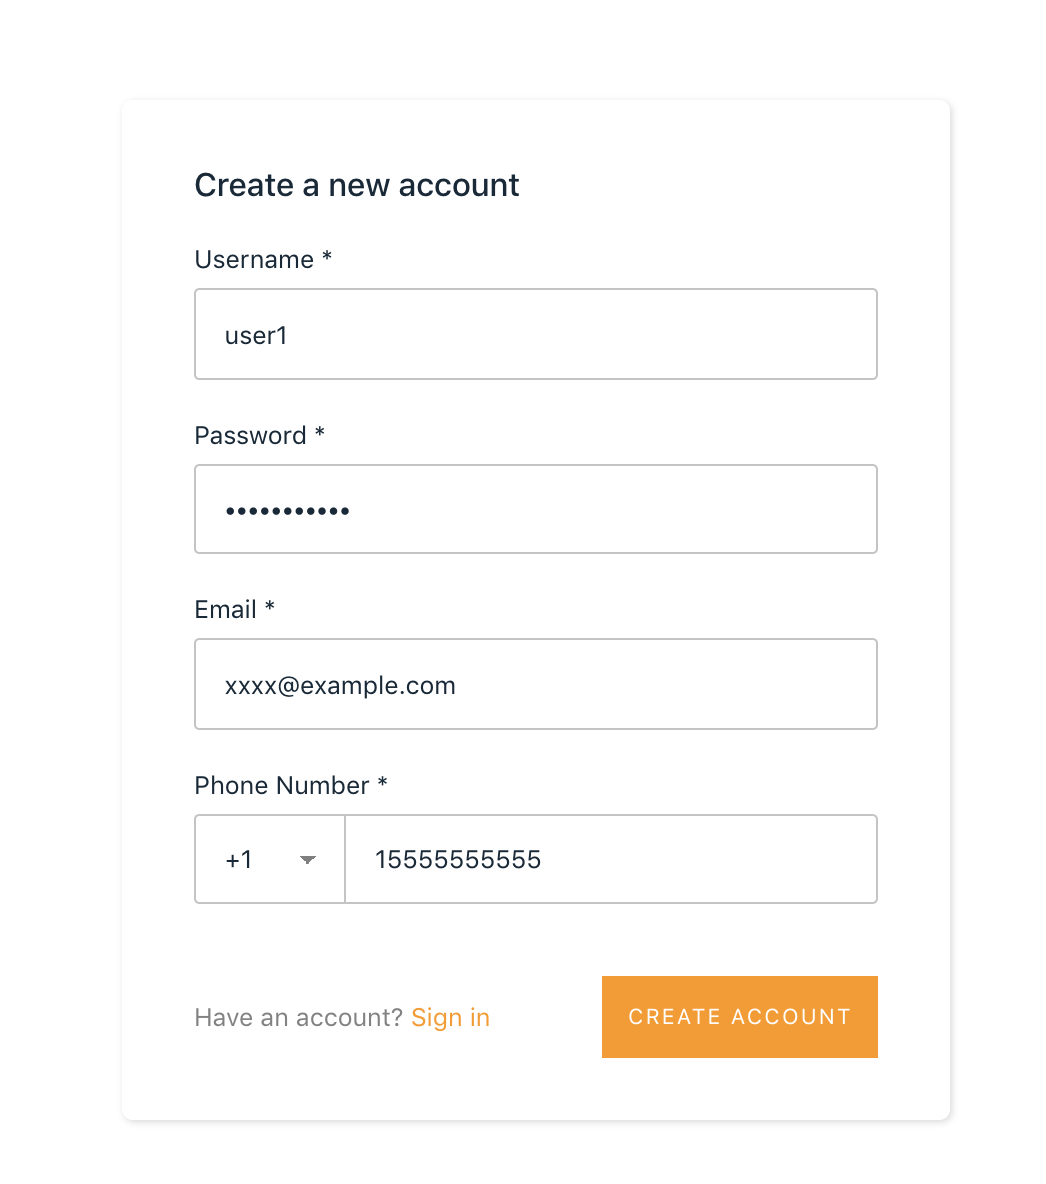 Create a new account
Username *
user1
Password *
•••••••••••
Email *
xxxx@example.com
Phone Number *
+1 15555555555
Have an account? Sign in CREATE ACCOUNT